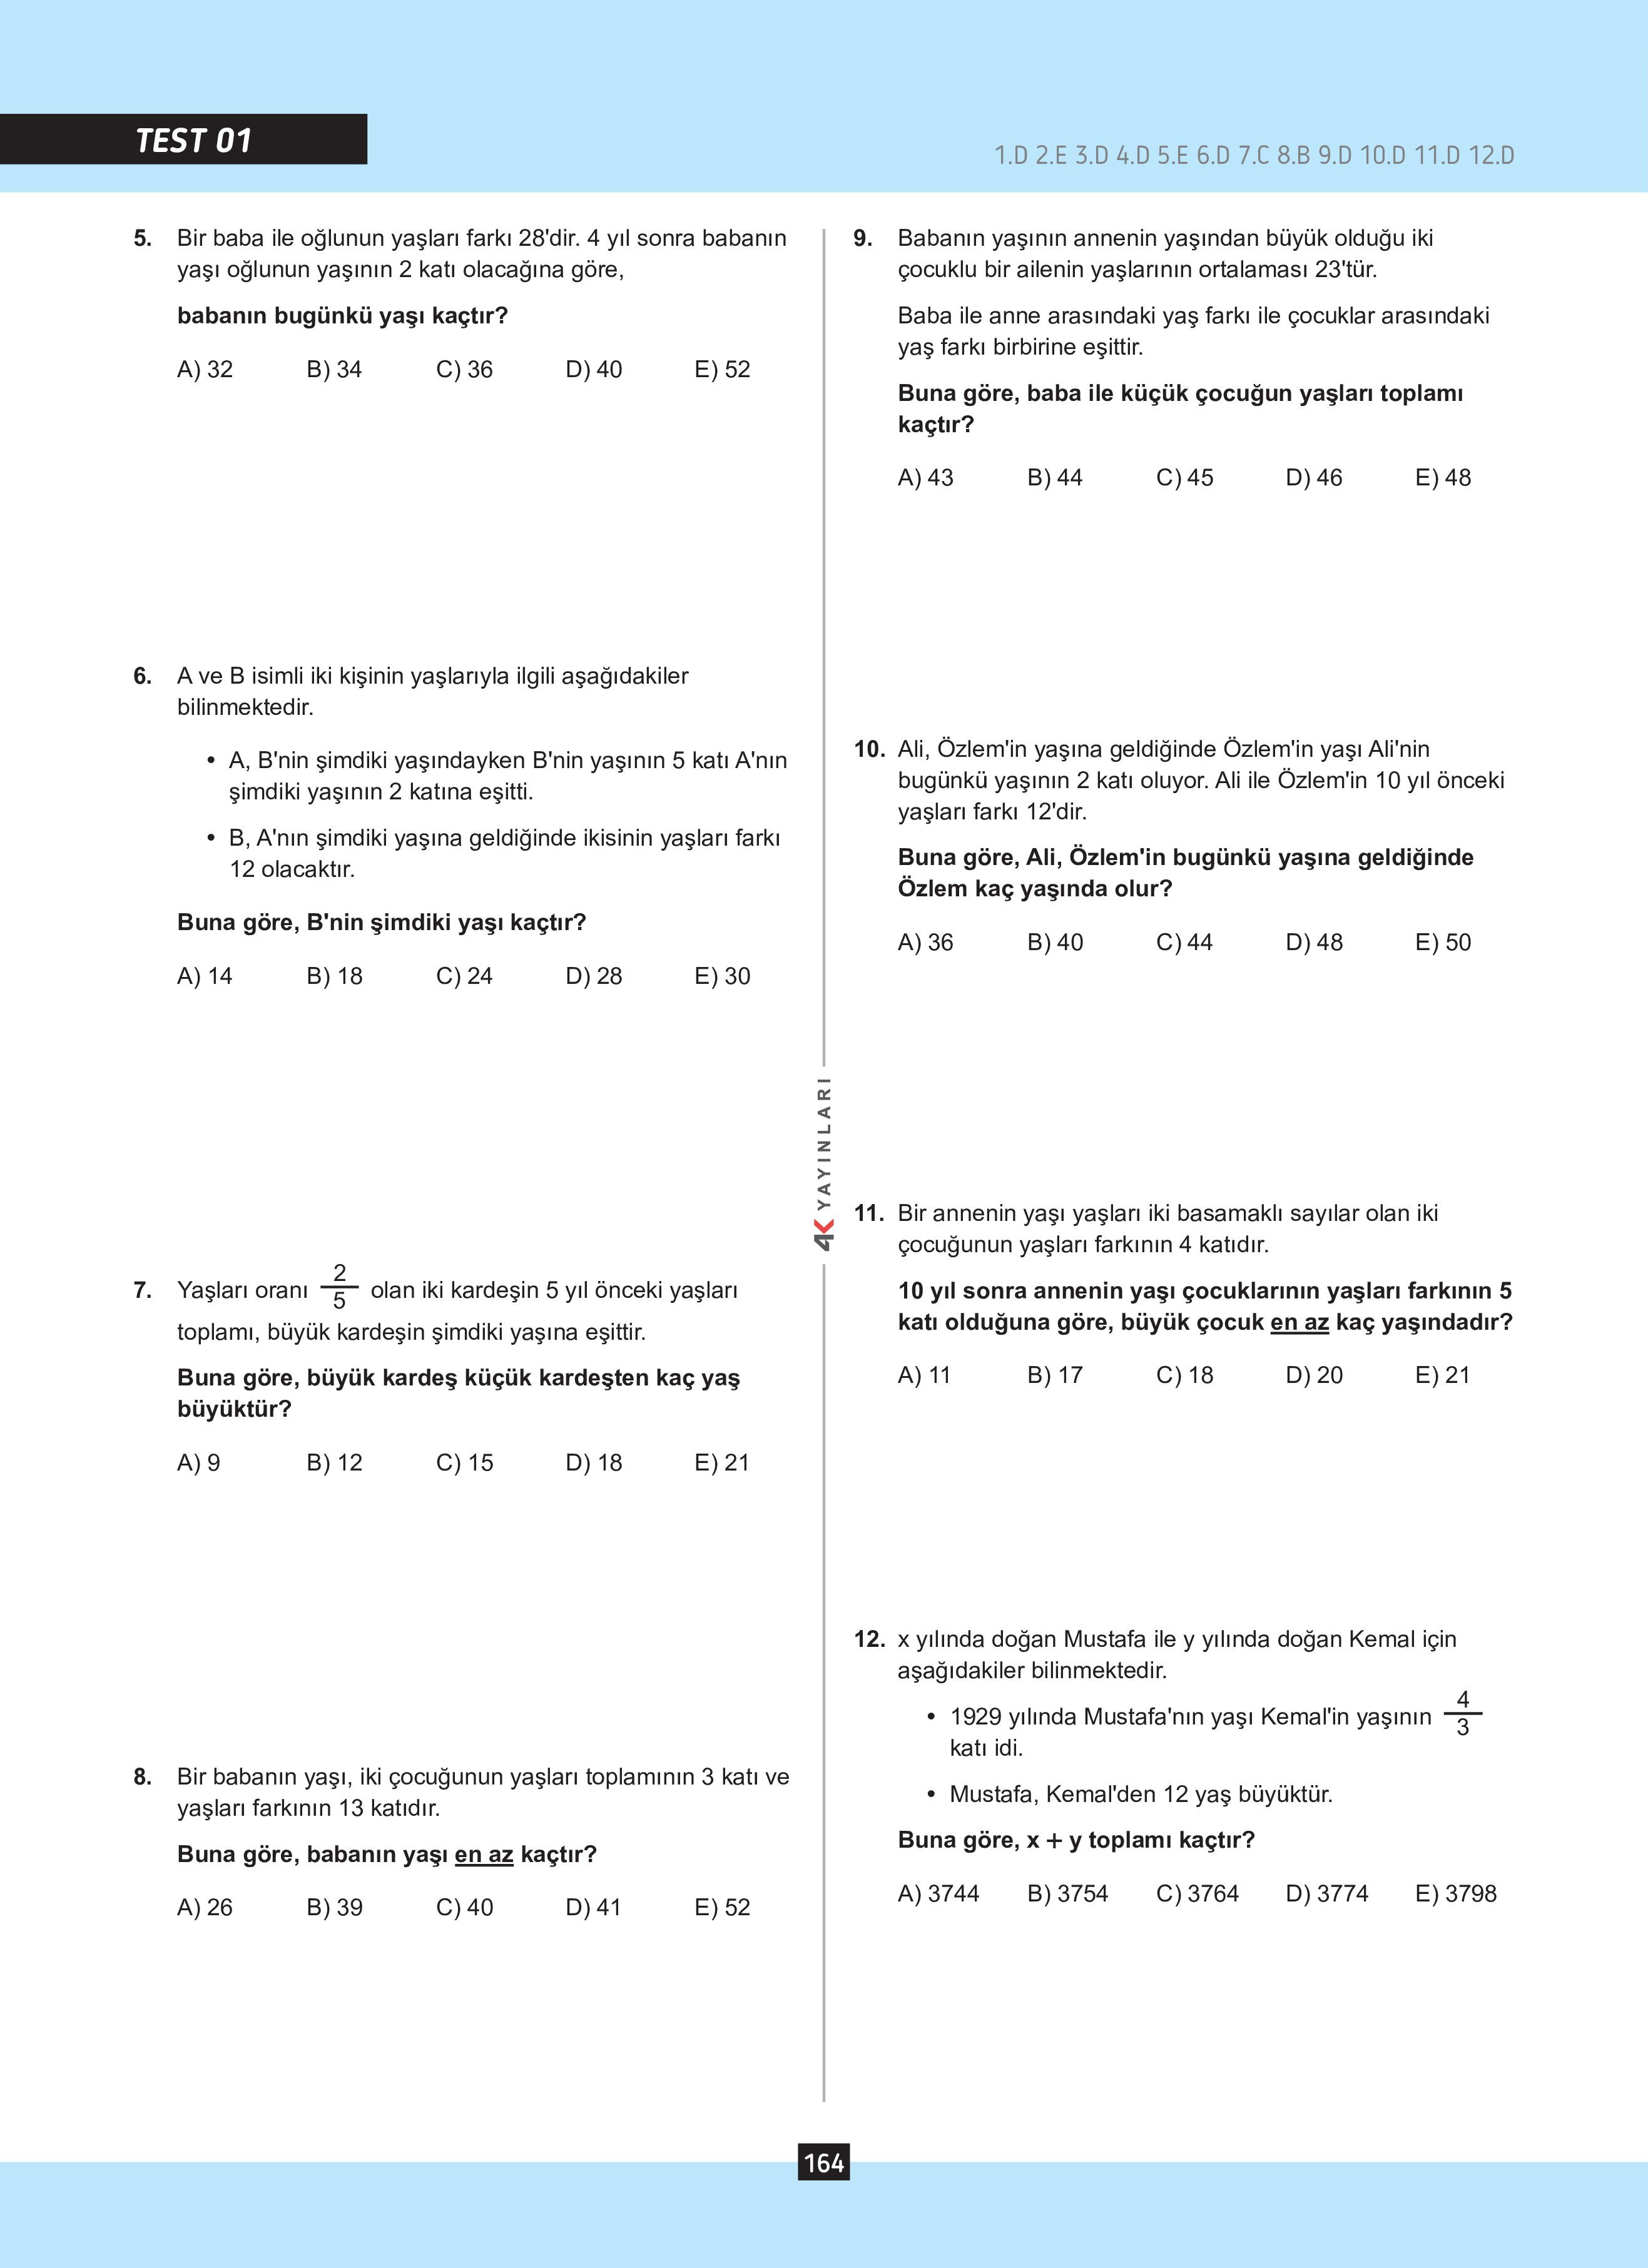 TEST 01
1.D 2.E 3.D 4.D 5.E 6.D 7.C 8.B 9.D 10.D 11.D 12.D
5. Bir baba ile oğlunun yaşları farkı 28'dir. 4 yıl sonra babanın
yaşı oğlunun yaşının 2 katı olacağına göre,
babanın bugünkü yaşı kaçtır?
A) 32 B) 34 C) 36 D) 40 E) 52
6. A ve B isimli iki kişinin yaşlarıyla ilgili aşağıdakiler
bilinmektedir.
• A, B'nin şimdiki yaşındayken B'nin yaşının 5 katı A'nın
şimdiki yaşının 2 katına eşitti.
• B, A'nın şimdiki yaşına geldiğinde ikisinin yaşları farkı
12 olacaktır.
Buna göre, B'nin şimdiki yaşı kaçtır?
A) 14 B) 18 C) 24 D) 28 E) 30
7. Yaşları oranı 2/5 olan iki kardeşin 5 yıl önceki yaşları
toplamı, büyük kardeşin şimdiki yaşına eşittir.
Buna göre, büyük kardeş küçük kardeşten kaç yaş
büyüktür?
A) 9 B) 12 C) 15 D) 18 E) 21
8. Bir babanın yaşı, iki çocuğunun yaşları toplamının 3 katı ve
yaşları farkının 13 katıdır.
Buna göre, babanın yaşı en az kaçtır?
A) 26 B) 39 C) 40 D) 41 E) 52
4K YAYINLARI
9. Babanın yaşının annenin yaşından büyük olduğu iki
çocuklu bir ailenin yaşlarının ortalaması 23'tür.
Baba ile anne arasındaki yaş farkı ile çocuklar arasındaki
yaş farkı birbirine eşittir.
Buna göre, baba ile küçük çocuğun yaşları toplamı
kaçtır?
A) 43 B) 44 C) 45 D) 46 E) 48
10. Ali, Özlem'in yaşına geldiğinde Özlem'in yaşı Ali'nin
bugünkü yaşının 2 katı oluyor. Ali ile Özlem'in 10 yıl önceki
yaşları farkı 12'dir.
Buna göre, Ali, Özlem'in bugünkü yaşına geldiğinde
Özlem kaç yaşında olur?
A) 36 B) 40 C) 44 D) 48 E) 50
11. Bir annenin yaşı yaşları iki basamaklı sayılar olan iki
çocuğunun yaşları farkının 4 katıdır.
10 yıl sonra annenin yaşı çocuklarının yaşları farkının 5
katı olduğuna göre, büyük çocuk en az kaç yaşındadır?
A) 11 B) 17 C) 18 D) 20 E) 21
12. x yılında doğan Mustafa ile y yılında doğan Kemal için
aşağıdakiler bilinmektedir.
• 1929 yılında Mustafa'nın yaşı Kemal'in yaşının 4/3
katı idi.
• Mustafa, Kemal'den 12 yaş büyüktür.
Buna göre, x + y toplamı kaçtır?
A) 3744 B) 3754 C) 3764 D) 3774 E) 3798
164